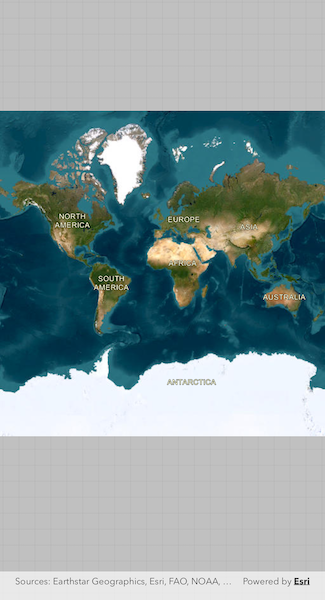 NORTH
AMERICA
EUROPE
ASIA
AFRICA
SOUTH
AMERICA
AUSTRALIA
ANTARCTICA
Sources: Earthstar Geographics, Esri, FAO, NOAA, … Powered by Esri